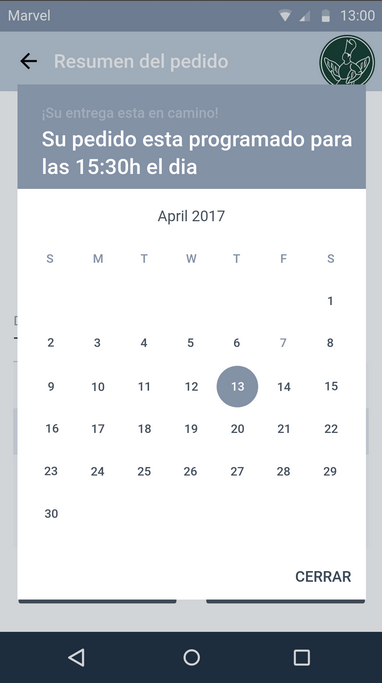 Marvel 13:00
Resumen del pedido
¡Su entrega esta en camino!
Su pedido esta programado para
las 15:30h el dia
April 2017
S M T W T F S
1
2 3 4 5 6 7 8
9 10 11 12 13 14 15
16 17 18 19 20 21 22
23 24 25 26 27 28 29
30
CERRAR